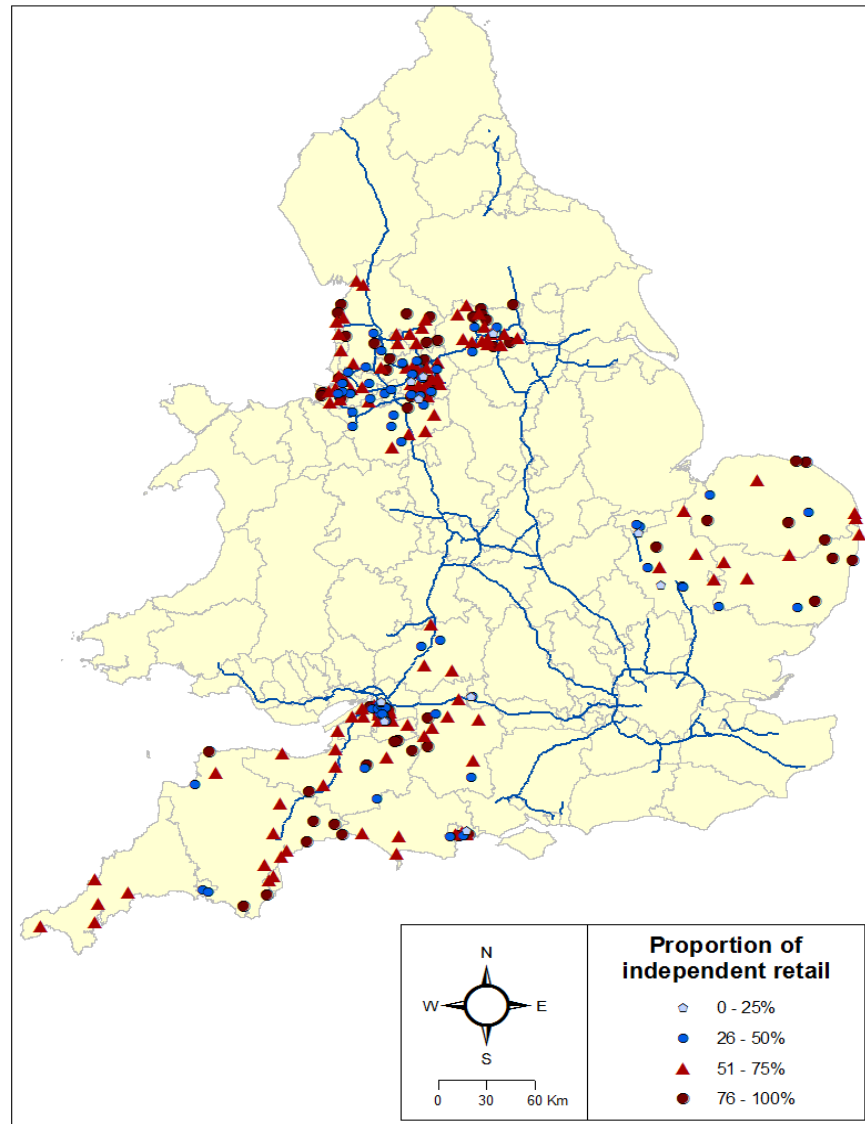 N
W E
S
0 30 60 Km
Proportion of
independent retail
0 - 25%
26 - 50%
51 - 75%
76 - 100%